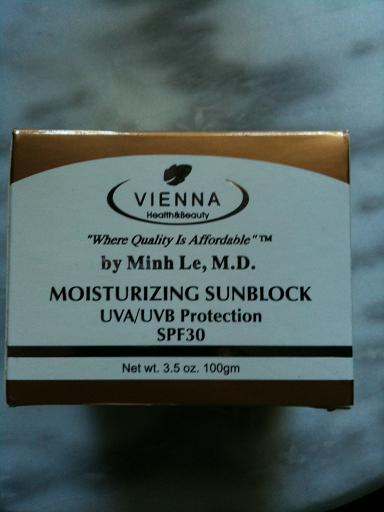 VIENNA
Health&Beauty
"Where Quality Is Affordable"™
by Minh Le, M.D.
MOISTURIZING SUNBLOCK
UVA/UVB Protection
SPF30
Net wt. 3.5 oz. 100gm